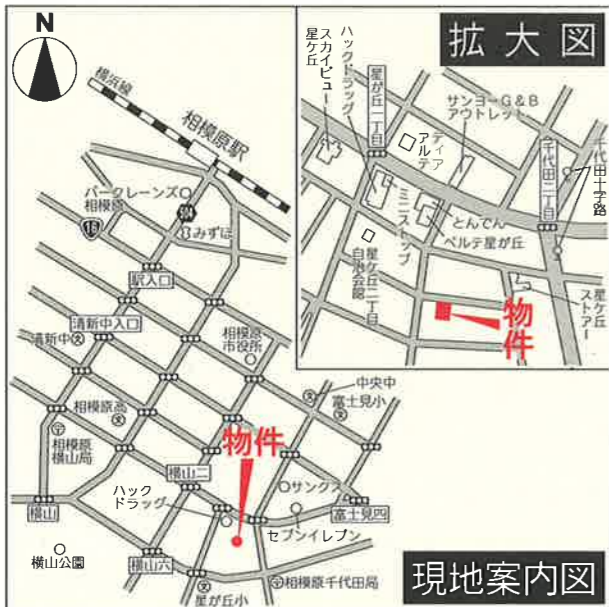 N
拡大図
現地案内図
横浜線
相模原駅
パークレーンズ
相模原
504
みずほ
16
駅入口
清新中入口
清新中
相模原
市役所
中央中
富士見小
相模原高
相模原
横山局
物件
横山二
ハック
ドラッグ
サンクス
富士見四
セブンイレブン
横山
横山公園
横山六
星が丘小
相模原千代田局
スカイビュー
星ケ丘
ハックドラッグ
星が丘一丁目
ディア
アルテ
サンヨーG&B
アウトレット
千代田二丁目
千代田十字路
ミニストップ
とんでん
ベルテ星が丘
星ケ丘二丁目
自治会館
星ケ丘
ストアー
物件